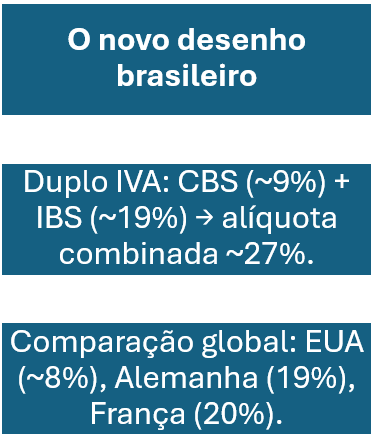 O novo desenho
brasileiro
Duplo IVA: CBS (~9%) +
IBS (~19%) → alíquota
combinada ~27%.
Comparação global: EUA
(~8%), Alemanha (19%),
França (20%).